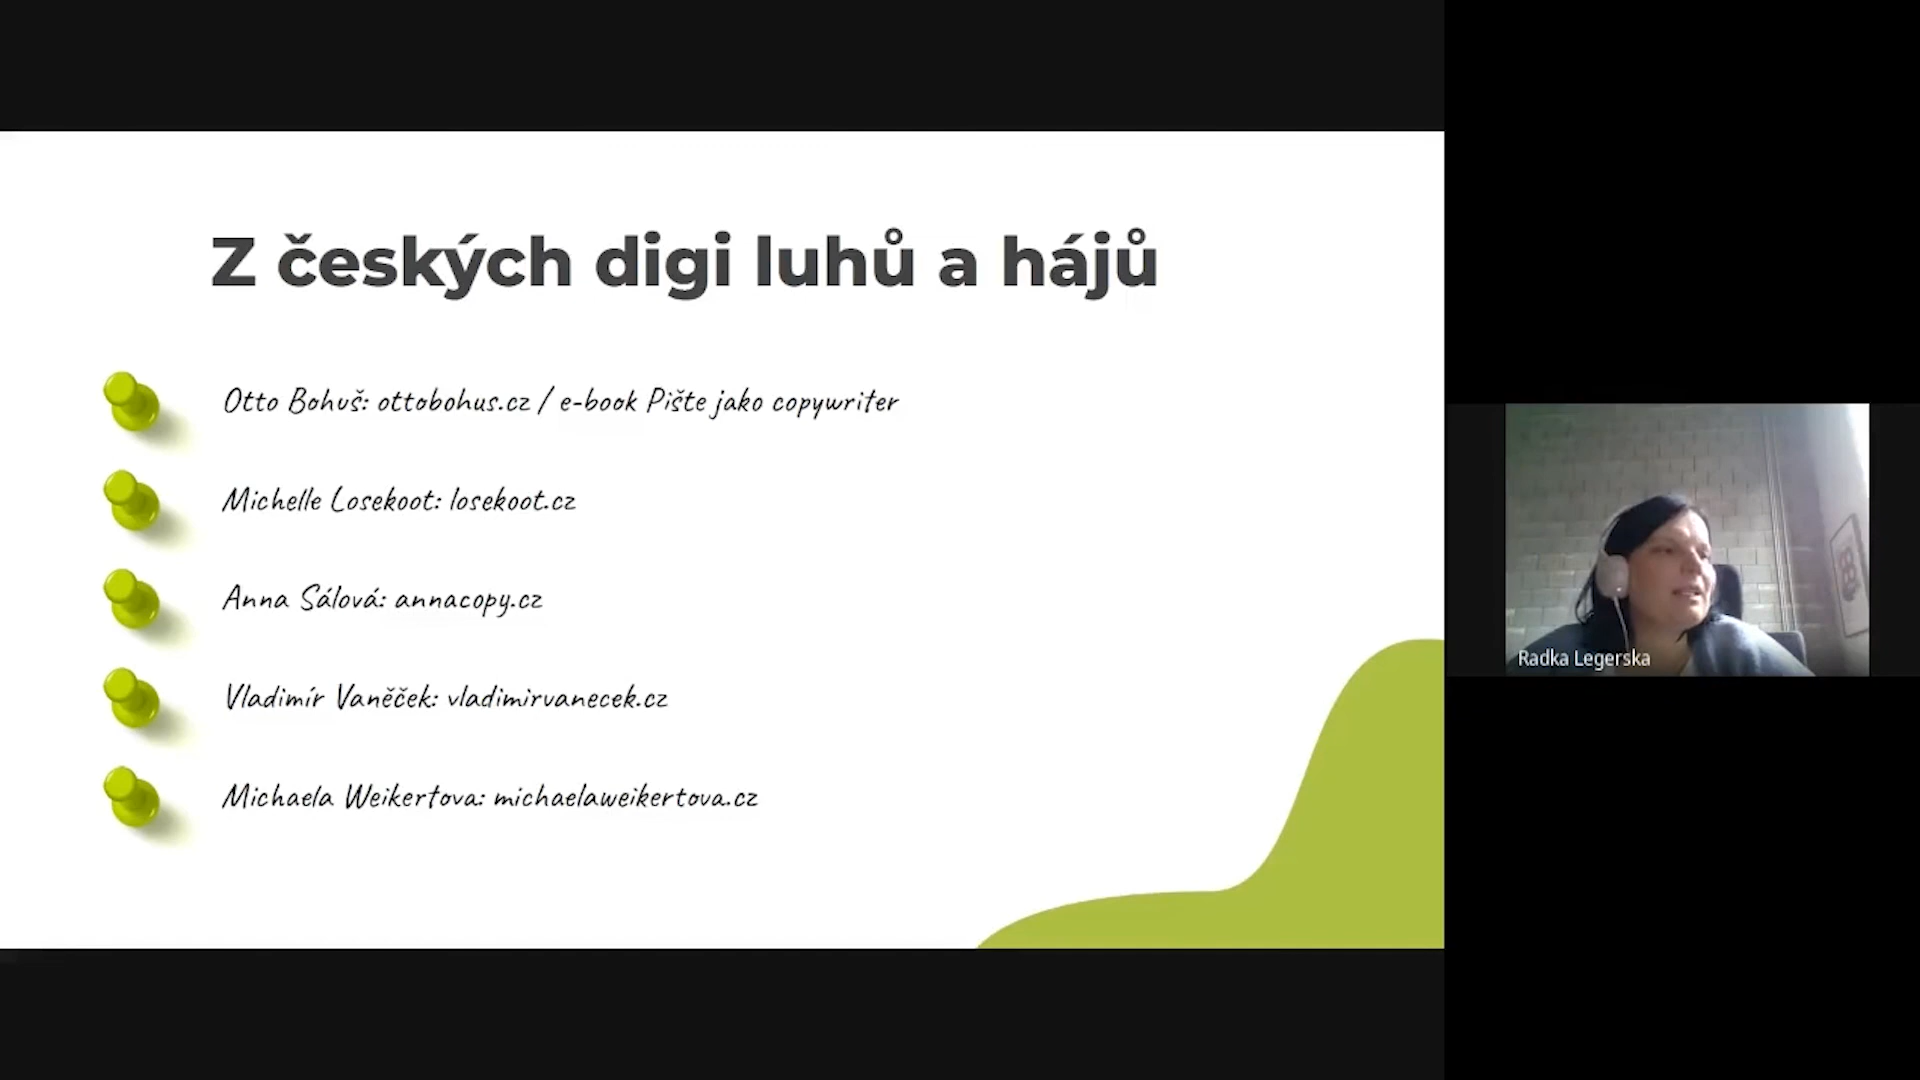 Z českých digi luhů a hájů
Otto Bohuš: ottobohus.cz / e-book Pište jako copywriter
Michelle Losekoot: losekoot.cz
Anna Sálová: annacopy.cz
Vladimír Vaněček: vladimirvanecek.cz
Michaela Weikertova: michaelaweikertova.cz
Radka Legerska